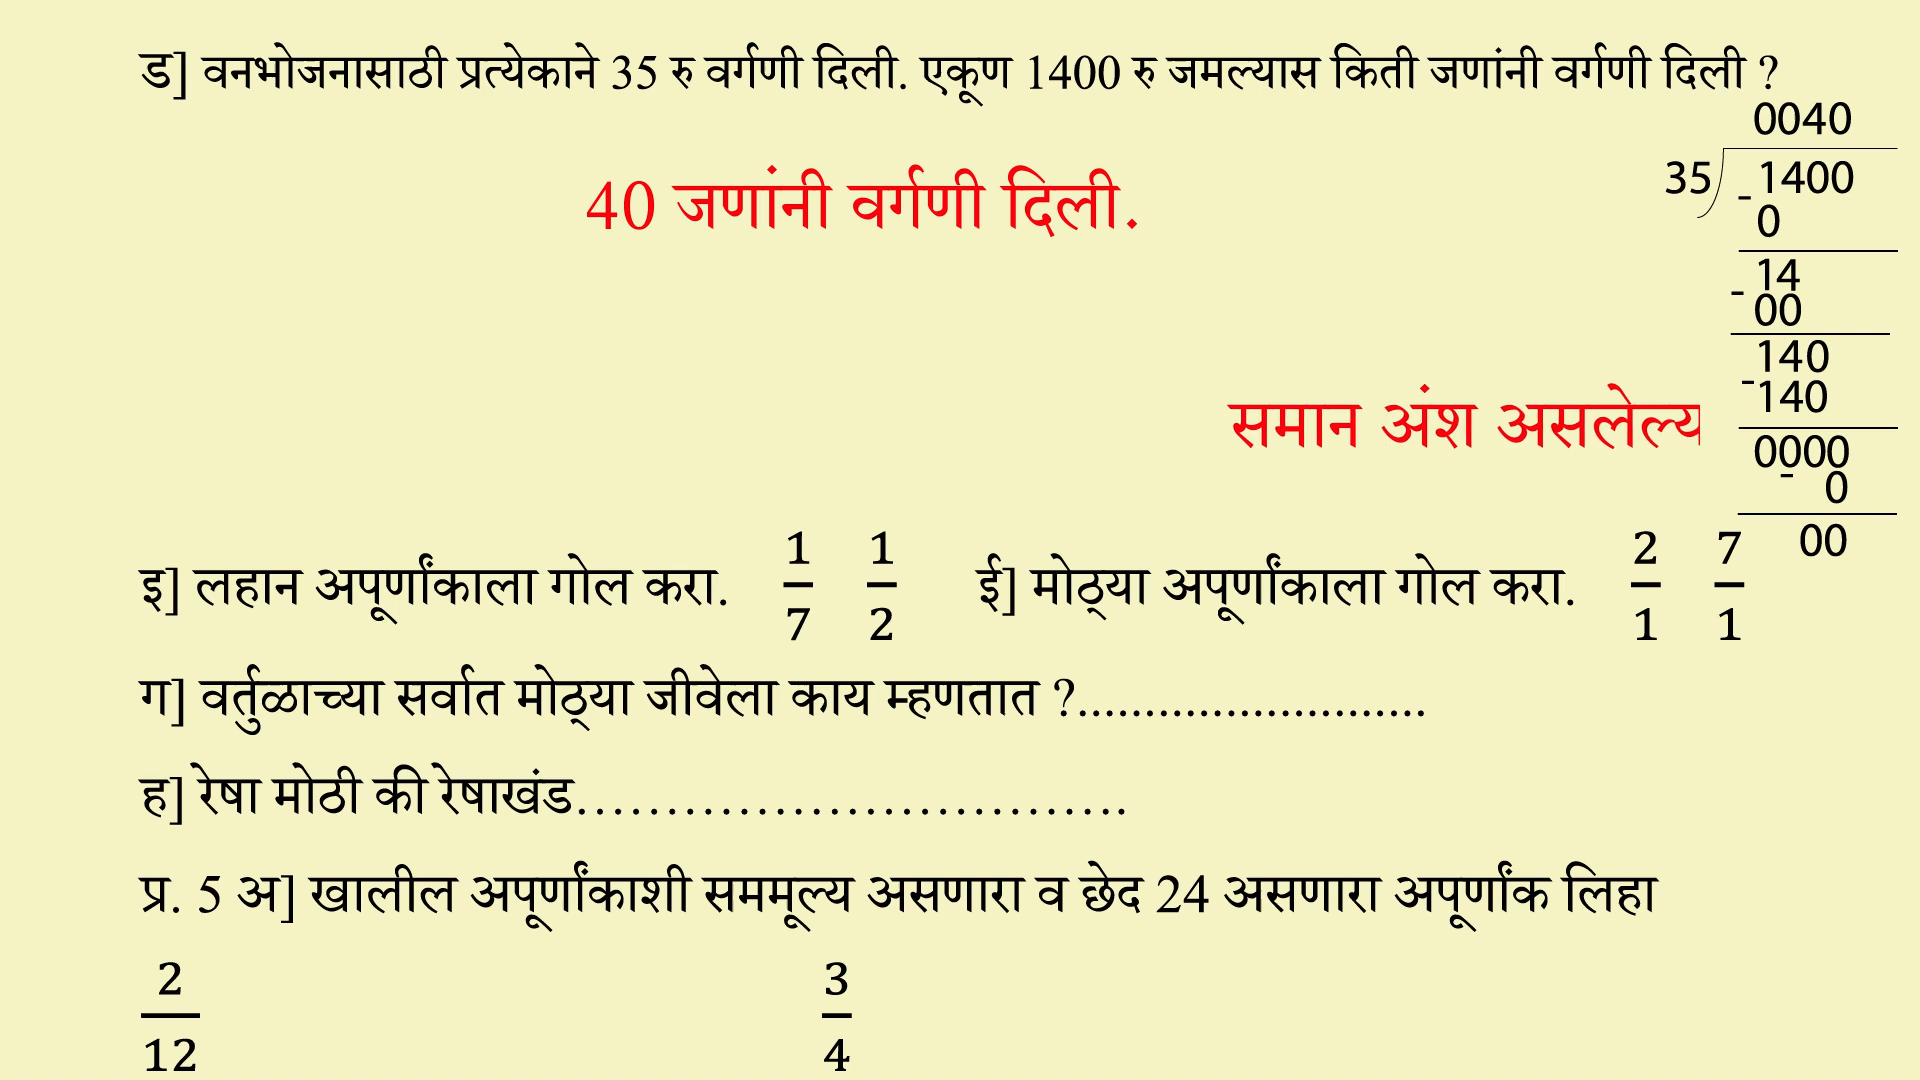 ड] वनभोजनासाठी प्रत्येकाने 35 रु वर्गणी दिली. एकूण 1400 रु जमल्यास किती जणांनी वर्गणी दिली ?
0040
35 1400
- 0
14
- 00
140
- 140
0000
- 0
00
40 जणांनी वर्गणी दिली.
समान अंश असलेल्य
इ] लहान अपूर्णांकाला गोल करा. 1/7 1/2 ई] मोठ्या अपूर्णांकाला गोल करा. 2/1 7/1
ग] वर्तुळाच्या सर्वात मोठ्या जीवेला काय म्हणतात ?..........................
ह] रेषा मोठी की रेषाखंड…………………………….
प्र. 5 अ] खालील अपूर्णांकाशी सममूल्य असणारा व छेद 24 असणारा अपूर्णांक लिहा
2/12 3/4